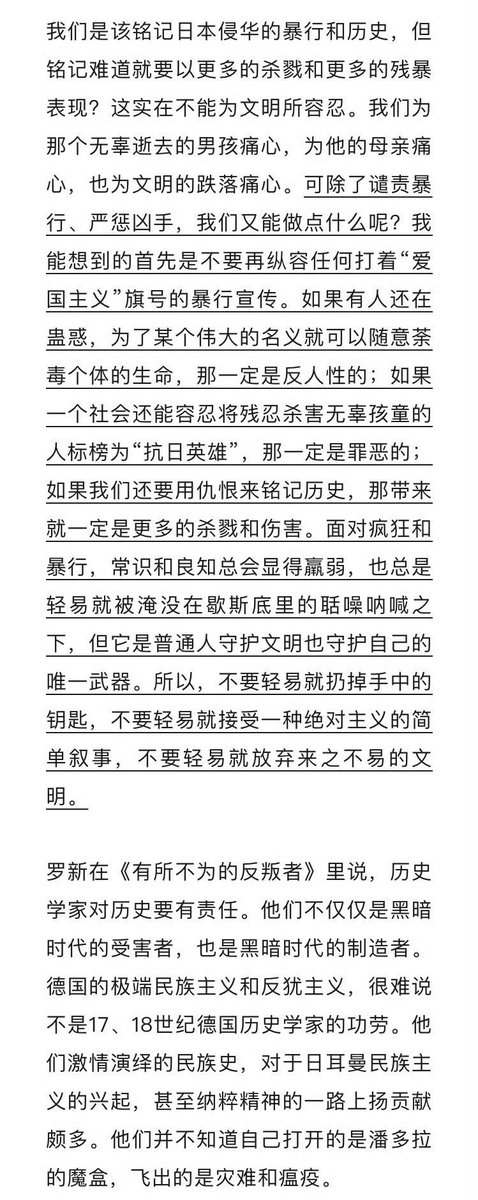 我们是该铭记日本侵华的暴行和历史，但
铭记难道就要以更多的杀戮和更多的残暴
表现？这实在不能为文明所容忍。我们为
那个无辜逝去的男孩痛心，为他的母亲痛
心，也为文明的跌落痛心。可除了谴责暴
行、严惩凶手，我们又能做点什么呢？我
能想到的首先是不要再纵容任何打着“爱
国主义”旗号的暴行宣传。如果有人还在
蛊惑，为了某个伟大的名义就可以随意荼
毒个体的生命，那一定是反人性的；如果
一个社会还能容忍将残忍杀害无辜孩童的
人标榜为“抗日英雄”，那一定是罪恶的；
如果我们还要用仇恨来铭记历史，那带来
就一定是更多的杀戮和伤害。面对疯狂和
暴行，常识和良知总会显得羸弱，也总是
轻易就被淹没在歇斯底里的聒噪呐喊之
下，但它是普通人守护文明也守护自己的
唯一武器。所以，不要轻易就扔掉手中的
钥匙，不要轻易就接受一种绝对主义的简
单叙事，不要轻易就放弃来之不易的文
明。
罗新在《有所不为的反叛者》里说，历史
学家对历史要有责任。他们不仅仅是黑暗
时代的受害者，也是黑暗时代的制造者。
德国的极端民族主义和反犹主义，很难说
不是17、18世纪德国历史学家的功劳。他
们激情演绎的民族史，对于日耳曼民族主
义的兴起，甚至纳粹精神的一路上扬贡献
颇多。他们并不知道自己打开的是潘多拉
的魔盒，飞出的是灾难和瘟疫。